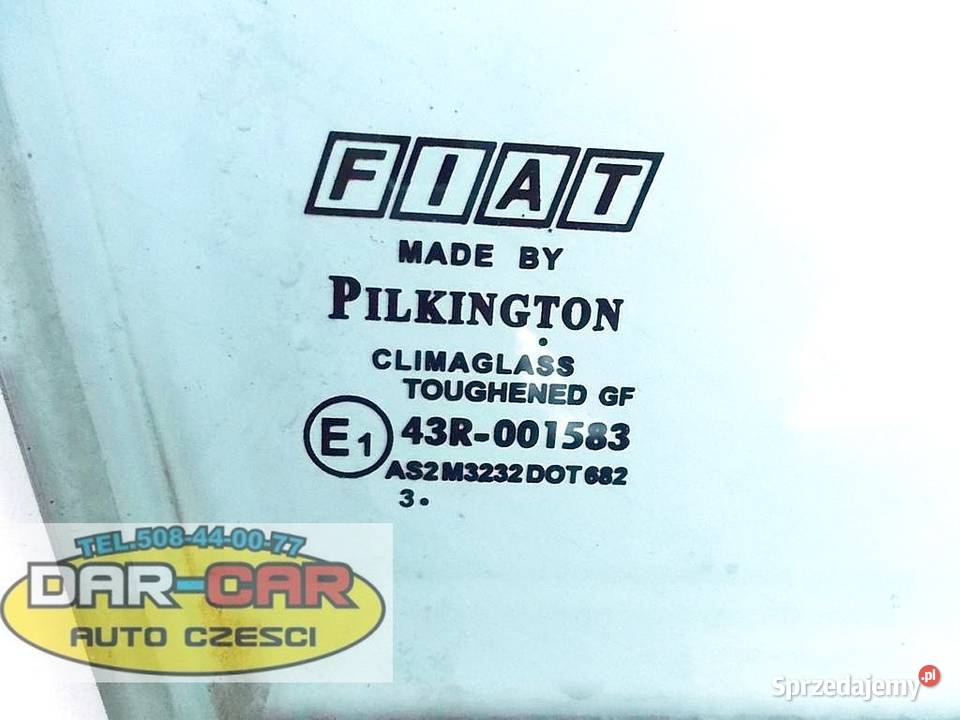 FIAT
MADE BY
PILKINGTON
CLIMAGLASS
TOUGHENED GF
E1 43R-001583
AS2 M3232 DOT 682
3.
TEL.508-44-00-77
DAR-CAR
AUTO CZESCI
Sprzedajemy.pl